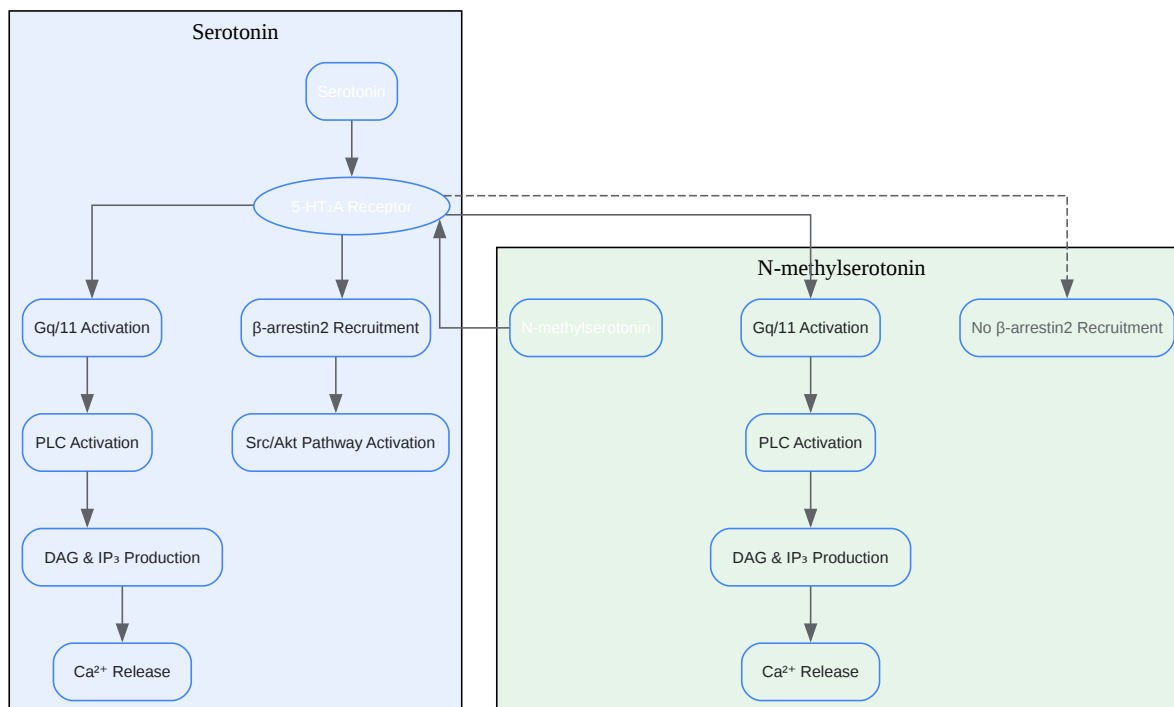 Serotonin
Serotonin
5-HT₂A Receptor
Gq/11 Activation
β-arrestin2 Recruitment
PLC Activation
Src/Akt Pathway Activation
DAG & IP₃ Production
Ca²⁺ Release
N-methylserotonin
N-methylserotonin
Gq/11 Activation
No β-arrestin2 Recruitment
PLC Activation
DAG & IP₃ Production
Ca²⁺ Release